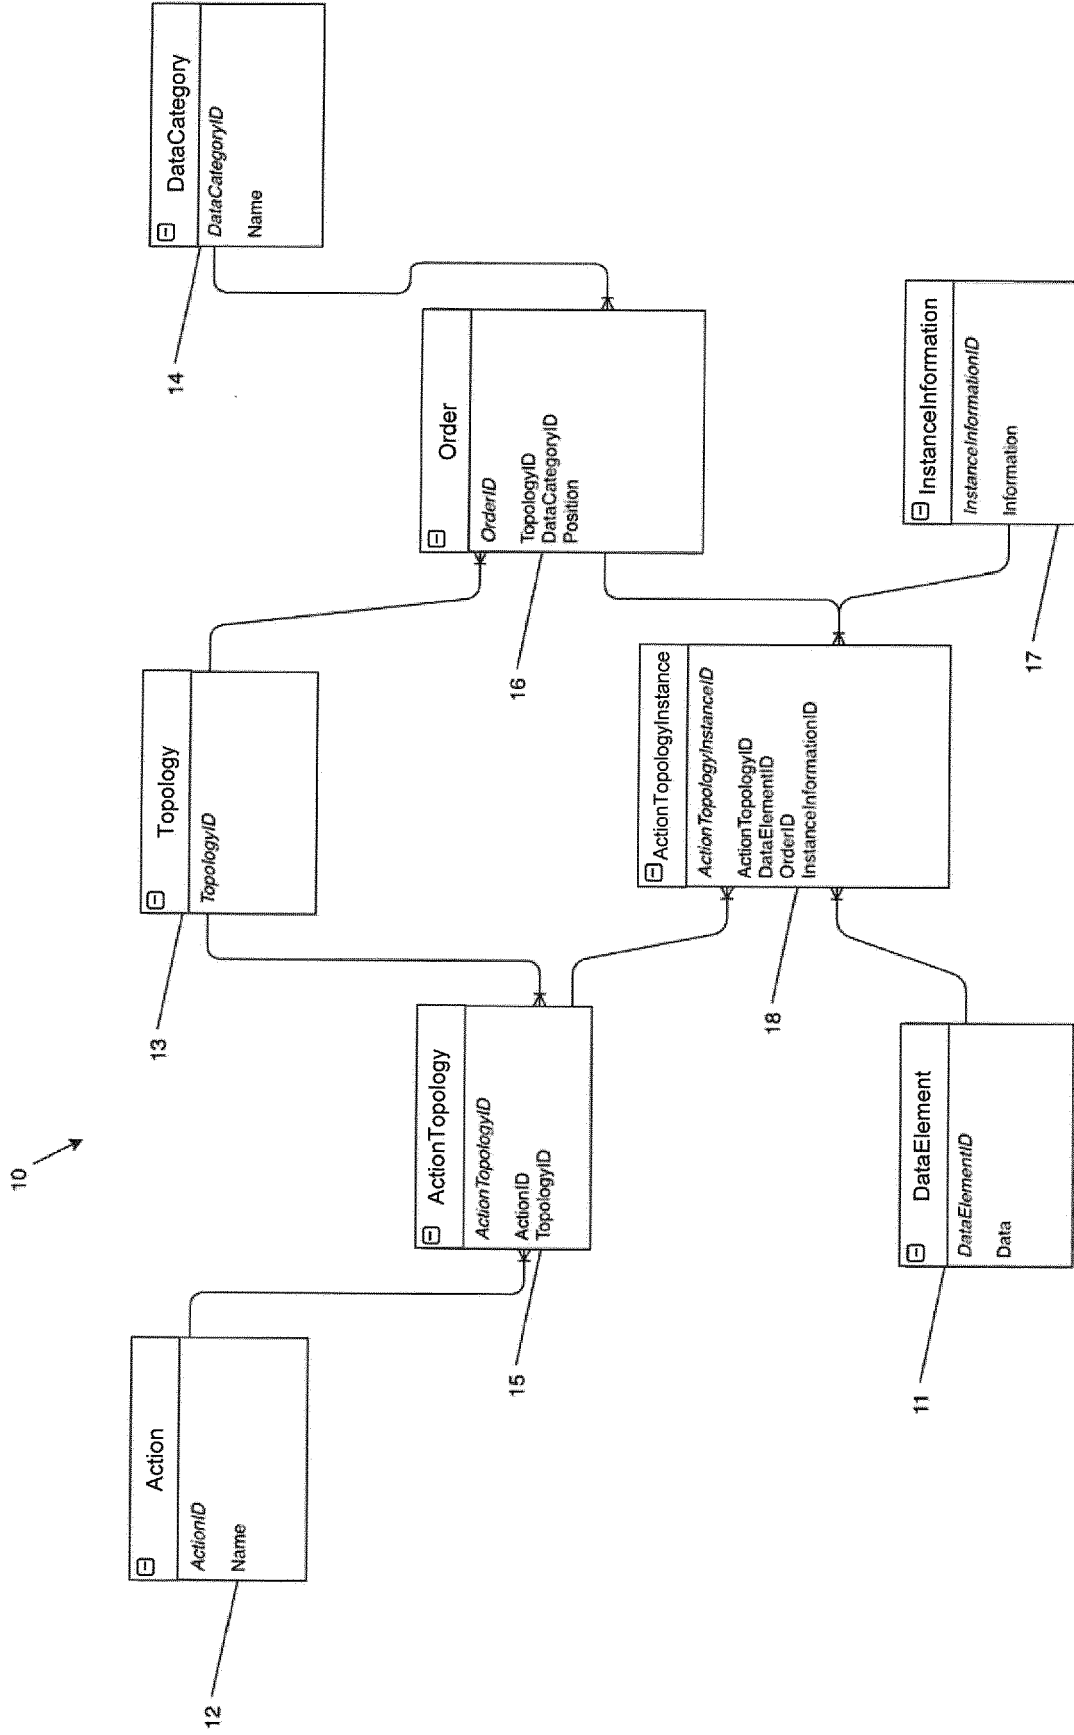 10
12
Action
ActionID
Name
13
Topology
TopologyID
14
DataCategory
DataCategoryID
Name
15
ActionTopology
ActionTopologyID
ActionID
TopologyID
16
Order
OrderID
TopologyID
DataCategoryID
Position
18
ActionTopologyInstance
ActionTopologyInstanceID
ActionTopologyID
DataElementID
OrderID
InstanceInformationID
11
DataElement
DataElementID
Data
17
InstanceInformation
InstanceInformationID
Information